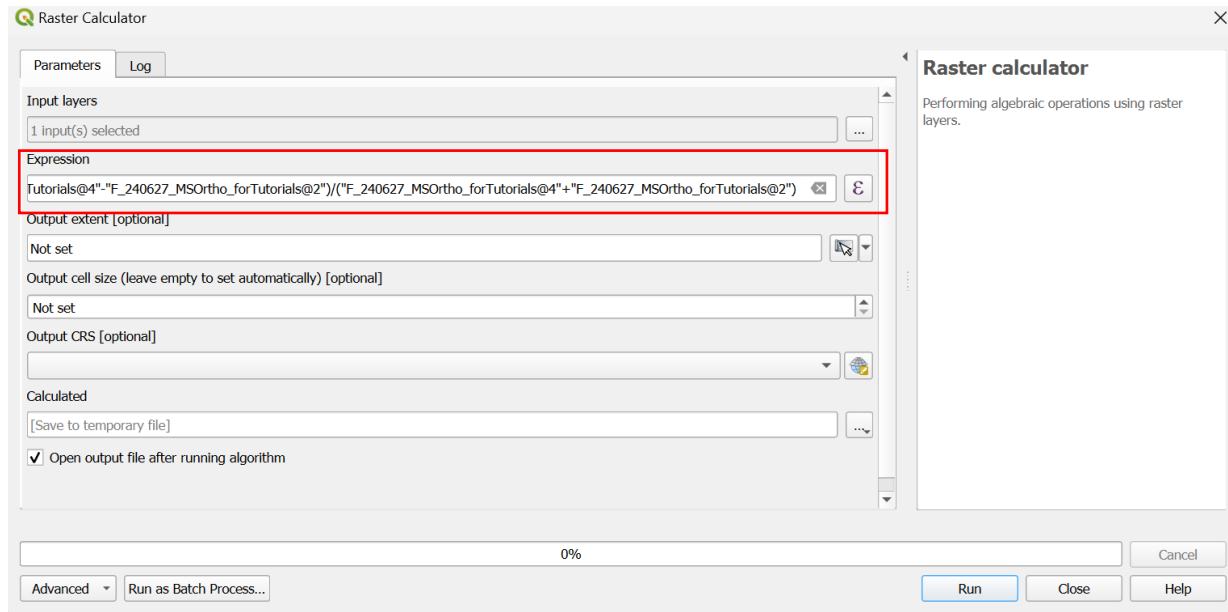 Raster Calculator
Parameters
Log
Input layers
1 input(s) selected
...
Expression
Tutorials@4"-"F_240627_MSOrtho_forTutorials@2")/("F_240627_MSOrtho_forTutorials@4"+"F_240627_MSOrtho_forTutorials@2")
ε
Output extent [optional]
Not set
Output cell size (leave empty to set automatically) [optional]
Not set
Output CRS [optional]
Calculated
[Save to temporary file]
...
Open output file after running algorithm
Raster calculator
Performing algebraic operations using raster
layers.
0%
Cancel
Advanced
Run as Batch Process...
Run
Close
Help